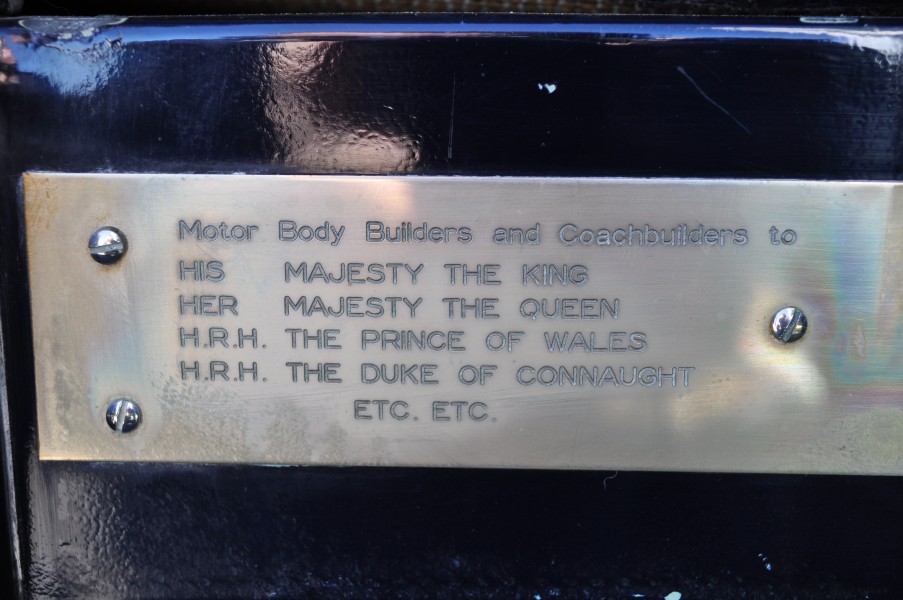 Motor Body Builders and Coachbuilders to
HIS MAJESTY THE KING
HER MAJESTY THE QUEEN
H.R.H. THE PRINCE OF WALES
H.R.H. THE DUKE OF CONNAUGHT
ETC. ETC.